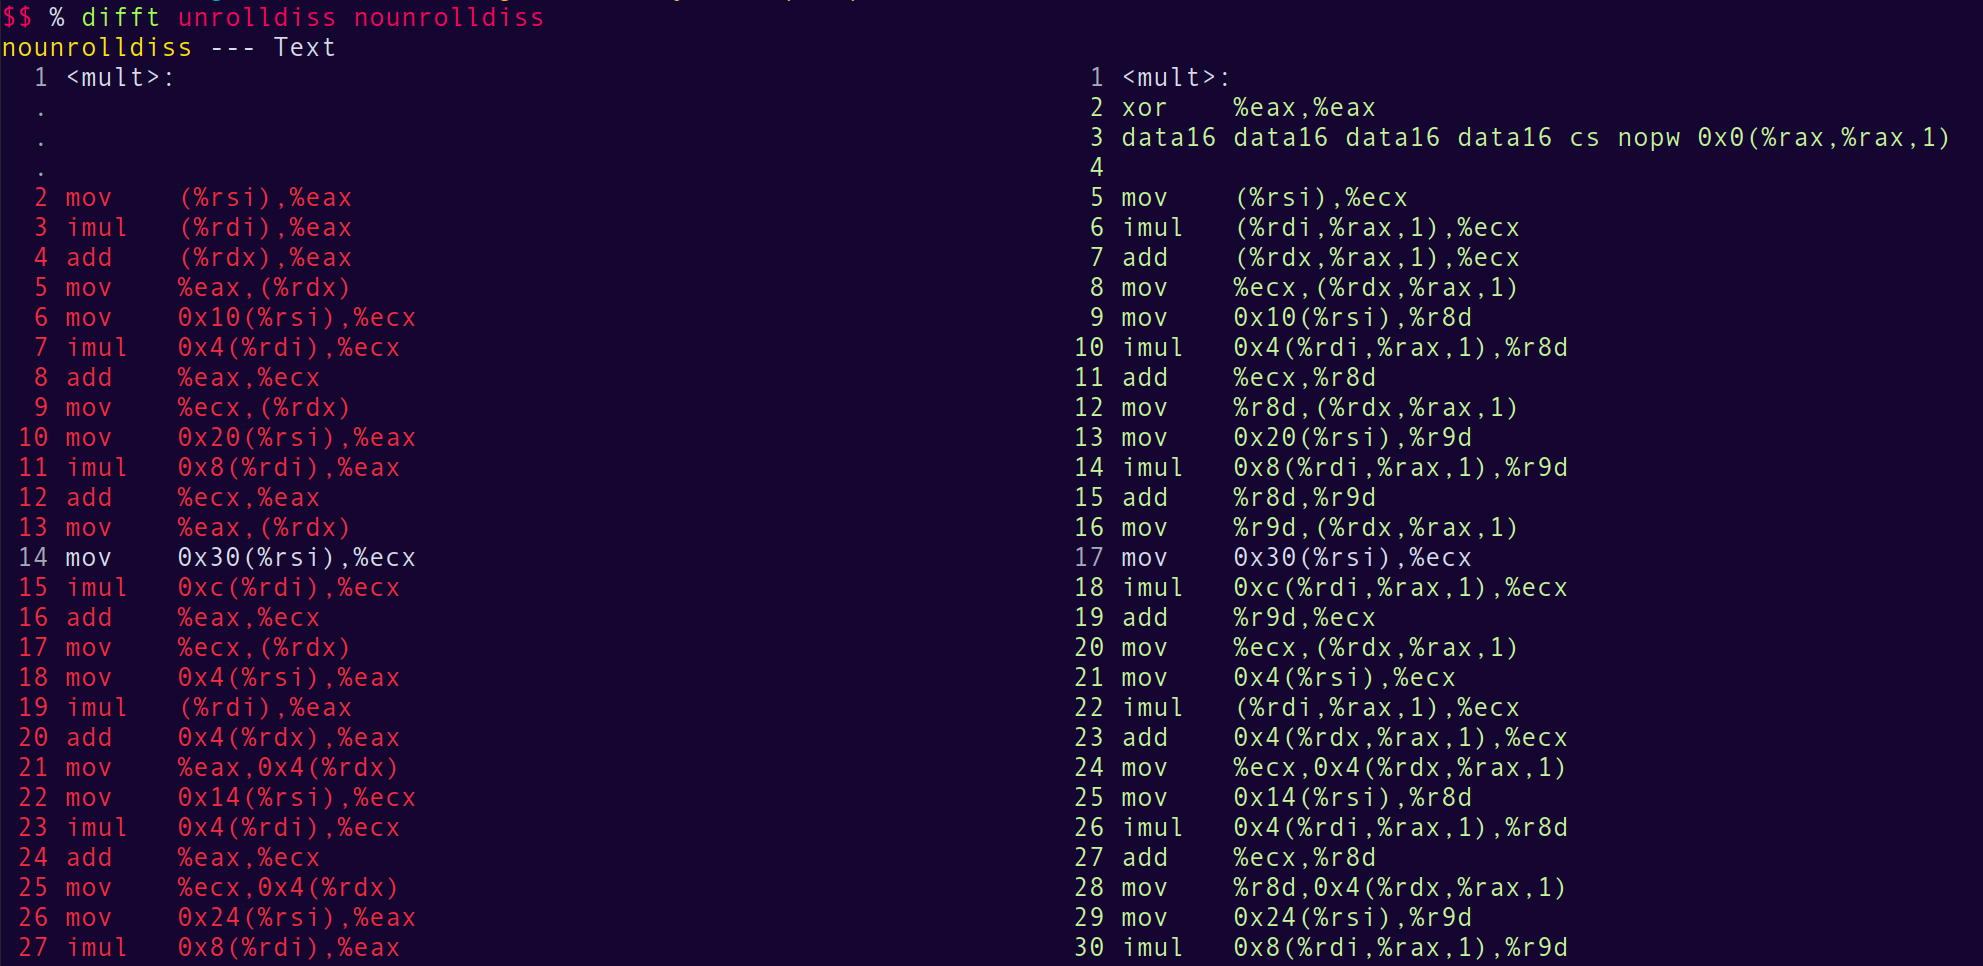 $$ % difft unrolldiss nounrolldiss
nounrolldiss --- Text
1 <mult>: 1 <mult>:
. 2 xor %eax,%eax
. 3 data16 data16 data16 data16 cs nopw 0x0(%rax,%rax,1)
. 4
2 mov (%rsi),%eax 5 mov (%rsi),%ecx
3 imul (%rdi),%eax 6 imul (%rdi,%rax,1),%ecx
4 add (%rdx),%eax 7 add (%rdx,%rax,1),%ecx
5 mov %eax,(%rdx) 8 mov %ecx,(%rdx,%rax,1)
6 mov 0x10(%rsi),%ecx 9 mov 0x10(%rsi),%r8d
7 imul 0x4(%rdi),%ecx 10 imul 0x4(%rdi,%rax,1),%r8d
8 add %eax,%ecx 11 add %ecx,%r8d
9 mov %ecx,(%rdx) 12 mov %r8d,(%rdx,%rax,1)
10 mov 0x20(%rsi),%eax 13 mov 0x20(%rsi),%r9d
11 imul 0x8(%rdi),%eax 14 imul 0x8(%rdi,%rax,1),%r9d
12 add %ecx,%eax 15 add %r8d,%r9d
13 mov %eax,(%rdx) 16 mov %r9d,(%rdx,%rax,1)
14 mov 0x30(%rsi),%ecx 17 mov 0x30(%rsi),%ecx
15 imul 0xc(%rdi),%ecx 18 imul 0xc(%rdi,%rax,1),%ecx
16 add %eax,%ecx 19 add %r9d,%ecx
17 mov %ecx,(%rdx) 20 mov %ecx,(%rdx,%rax,1)
18 mov 0x4(%rsi),%eax 21 mov 0x4(%rsi),%ecx
19 imul (%rdi),%eax 22 imul (%rdi,%rax,1),%ecx
20 add 0x4(%rdx),%eax 23 add 0x4(%rdx,%rax,1),%ecx
21 mov %eax,0x4(%rdx) 24 mov %ecx,0x4(%rdx,%rax,1)
22 mov 0x14(%rsi),%ecx 25 mov 0x14(%rsi),%r8d
23 imul 0x4(%rdi),%ecx 26 imul 0x4(%rdi,%rax,1),%r8d
24 add %eax,%ecx 27 add %ecx,%r8d
25 mov %ecx,0x4(%rdx) 28 mov %r8d,0x4(%rdx,%rax,1)
26 mov 0x24(%rsi),%eax 29 mov 0x24(%rsi),%r9d
27 imul 0x8(%rdi),%eax 30 imul 0x8(%rdi,%rax,1),%r9d